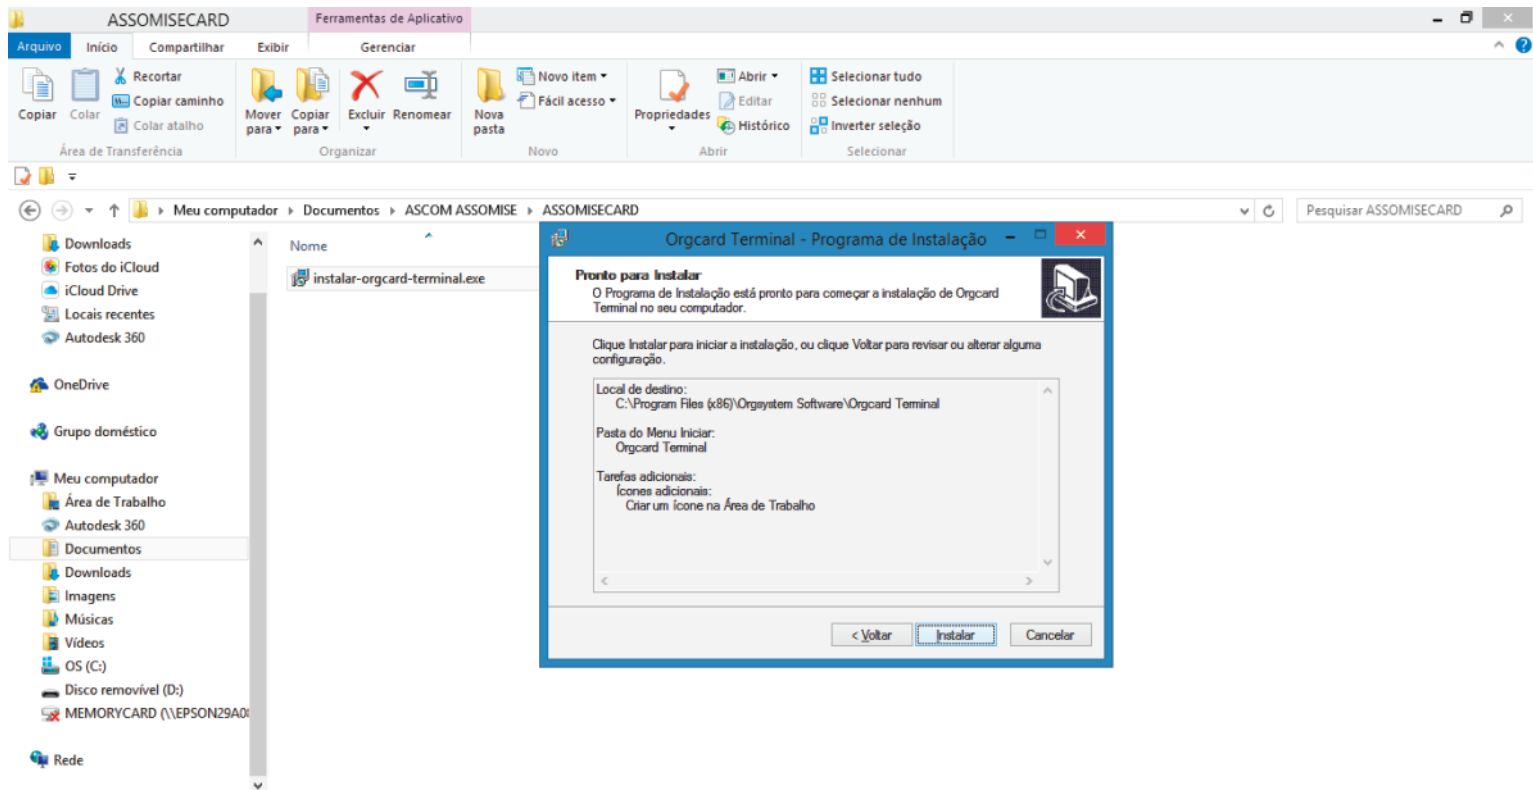 ASSOMISECARD
Ferramentas de Aplicativo
Arquivo Início Compartilhar Exibir Gerenciar
Copiar
Colar
Recortar
Copiar caminho
Colar atalho
Área de Transferência
Mover para
Copiar para
Excluir
Renomear
Organizar
Nova pasta
Novo item
Fácil acesso
Novo
Propriedades
Abrir
Editar
Histórico
Abrir
Selecionar tudo
Selecionar nenhum
Inverter seleção
Selecionar
Meu computador Documentos ASCOM ASSOMISE ASSOMISECARD
Pesquisar ASSOMISECARD
Downloads
Fotos do iCloud
iCloud Drive
Locais recentes
Autodesk 360
OneDrive
Grupo doméstico
Meu computador
Área de Trabalho
Autodesk 360
Documentos
Downloads
Imagens
Músicas
Vídeos
OS (C:)
Disco removível (D:)
MEMORYCARD (\\EPSON29A0
Rede
Nome
instalar-orgcard-terminal.exe
Orgcard Terminal - Programa de Instalação
Pronto para Instalar
O Programa de Instalação está pronto para começar a instalação de Orgcard
Terminal no seu computador.
Clique Instalar para iniciar a instalação, ou clique Voltar para revisar ou alterar alguma
configuração.
Local de destino:
C:\Program Files (x86)\Orgsystem Software\Orgcard Terminal
Pasta do Menu Iniciar:
Orgcard Terminal
Tarefas adicionais:
Ícones adicionais:
Criar um ícone na Área de Trabalho
< Voltar Instalar Cancelar